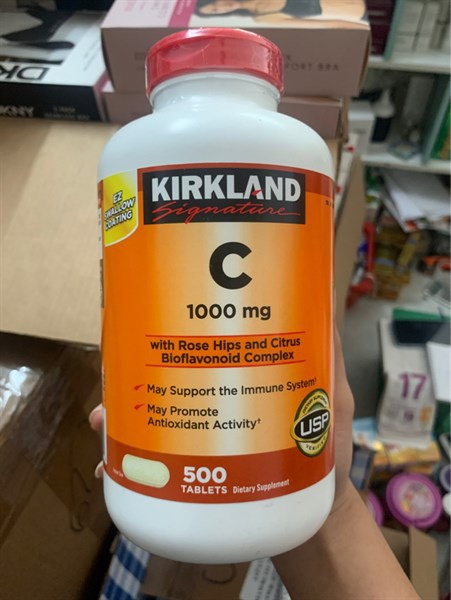 DKNY
KIRKLAND
Signature
EZ
SWALLOW
COATING
C
1000 mg
with Rose Hips and Citrus
Bioflavonoid Complex
May Support the Immune System†
May Promote
Antioxidant Activity†
USP
500
TABLETS Dietary Supplement
17